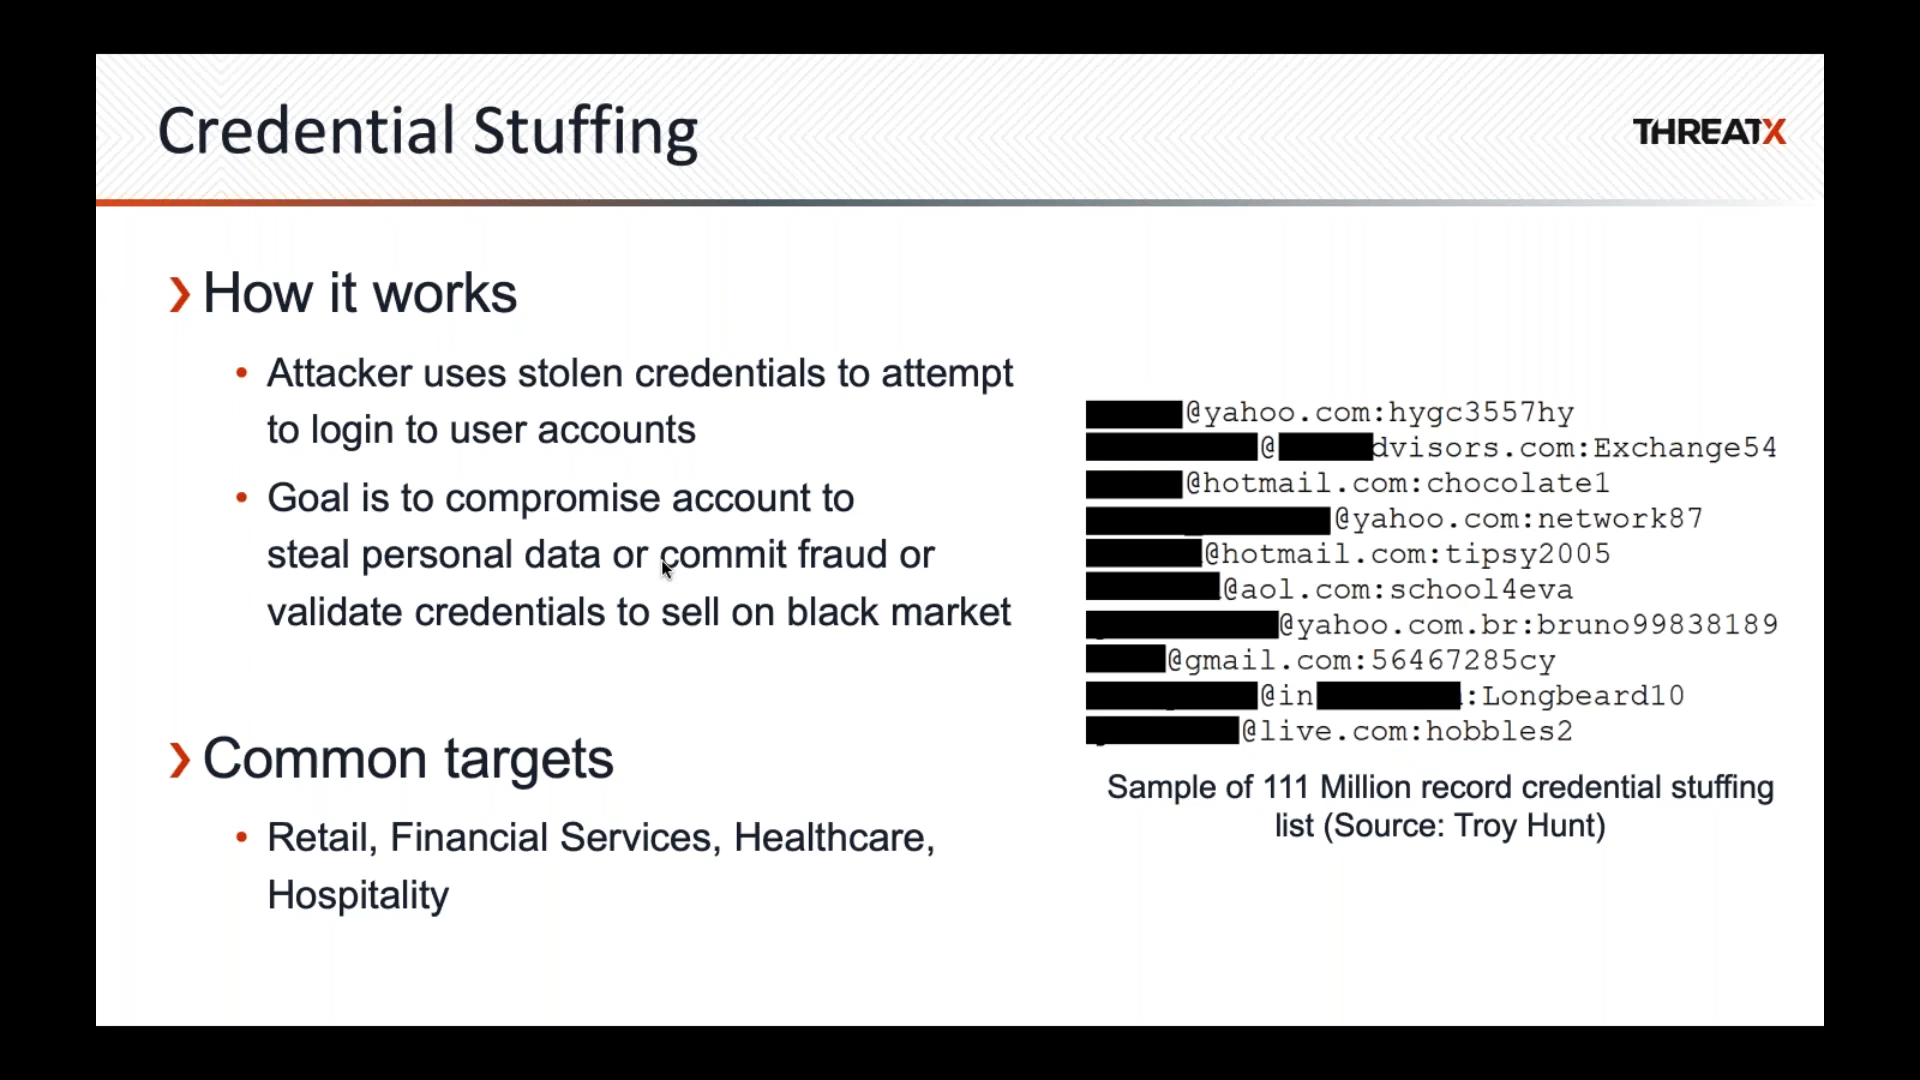 Credential Stuffing
THREATX
How it works
• Attacker uses stolen credentials to attempt
to login to user accounts
• Goal is to compromise account to
steal personal data or commit fraud or
validate credentials to sell on black market
Common targets
• Retail, Financial Services, Healthcare,
Hospitality
@yahoo.com:hygc3557hy
@ dvisors.com:Exchange54
@hotmail.com:chocolate1
@yahoo.com:network87
@hotmail.com:tipsy2005
@aol.com:school4eva
@yahoo.com.br:bruno99838189
@gmail.com:56467285cy
@in :Longbeard10
@live.com:hobbles2
Sample of 111 Million record credential stuffing
list (Source: Troy Hunt)